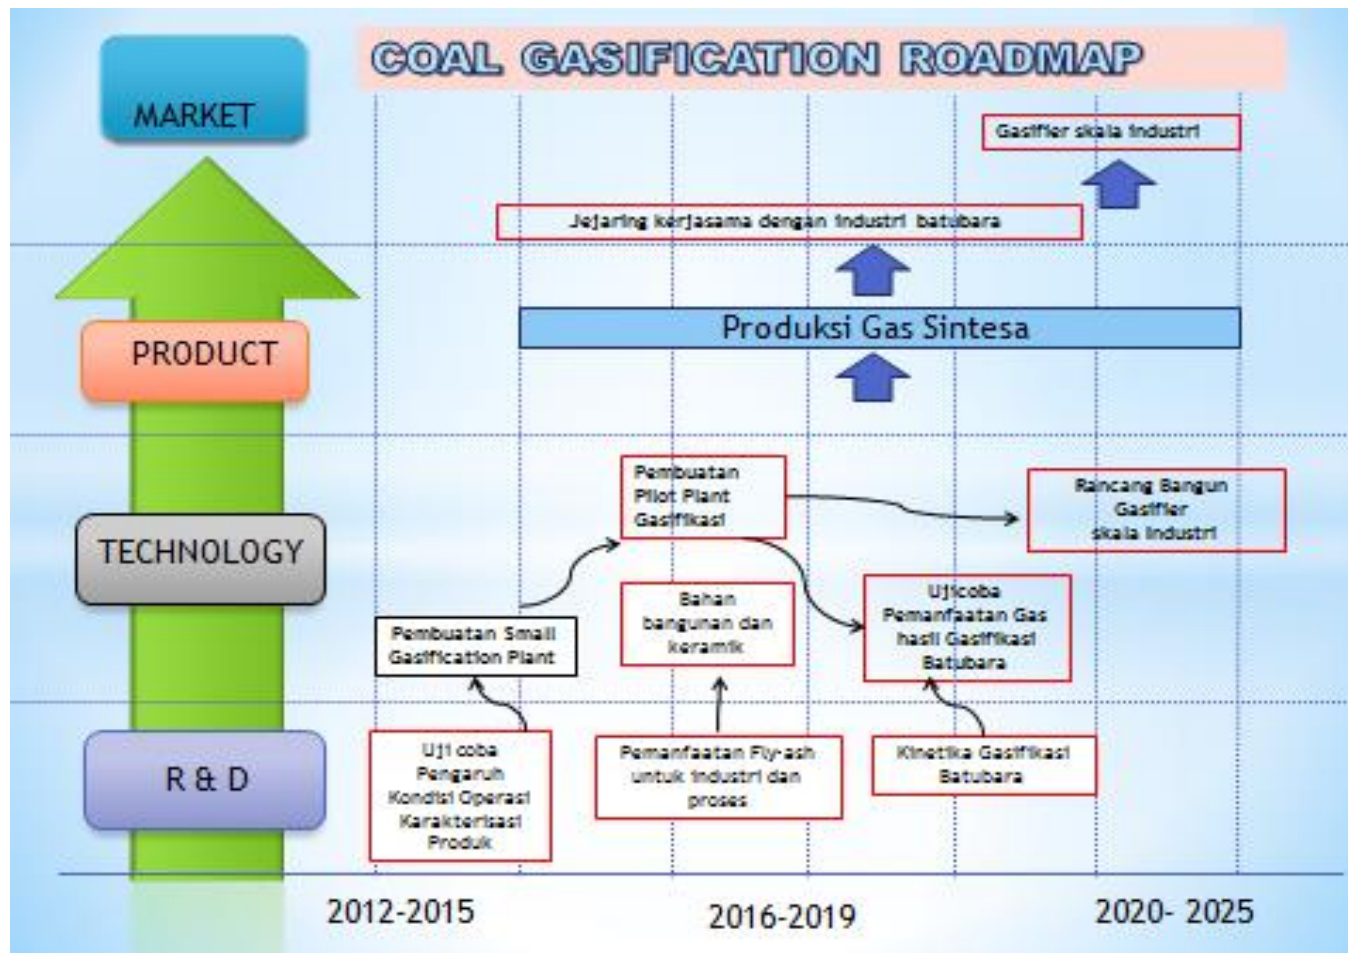 COAL GASIFICATION ROADMAP
MARKET
Gasifier skala industri
Jejaring kerjasama dengan industri batubara
Produksi Gas Sintesa
PRODUCT
Pembuatan
Pilot Plant
Gasifikasi
Rancang Bangun
Gasifier
skala industri
TECHNOLOGY
Bahan
bangunan dan
keramik
Ujicoba
Pemanfaatan Gas
hasil Gasifikasi
Batubara
Pembuatan Small
Gasification Plant
R & D
Uji coba
Pengaruh
Kondisi Operasi
Karakterisasi
Produk
Pemanfaatan Fly-ash
untuk industri dan
proses
Kinetika Gasifikasi
Batubara
2012-2015
2016-2019
2020- 2025